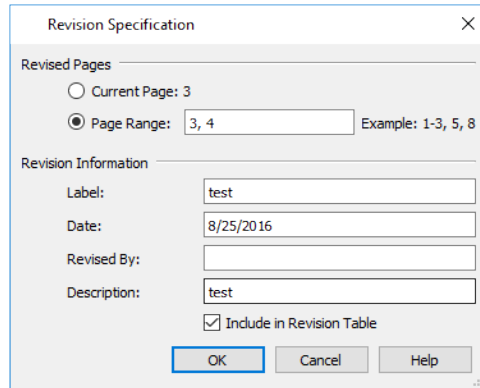 Revision Specification
Revised Pages
Current Page: 3
Page Range: 3, 4 Example: 1-3, 5, 8
Revision Information
Label: test
Date: 8/25/2016
Revised By:
Description: test
Include in Revision Table
OK Cancel Help